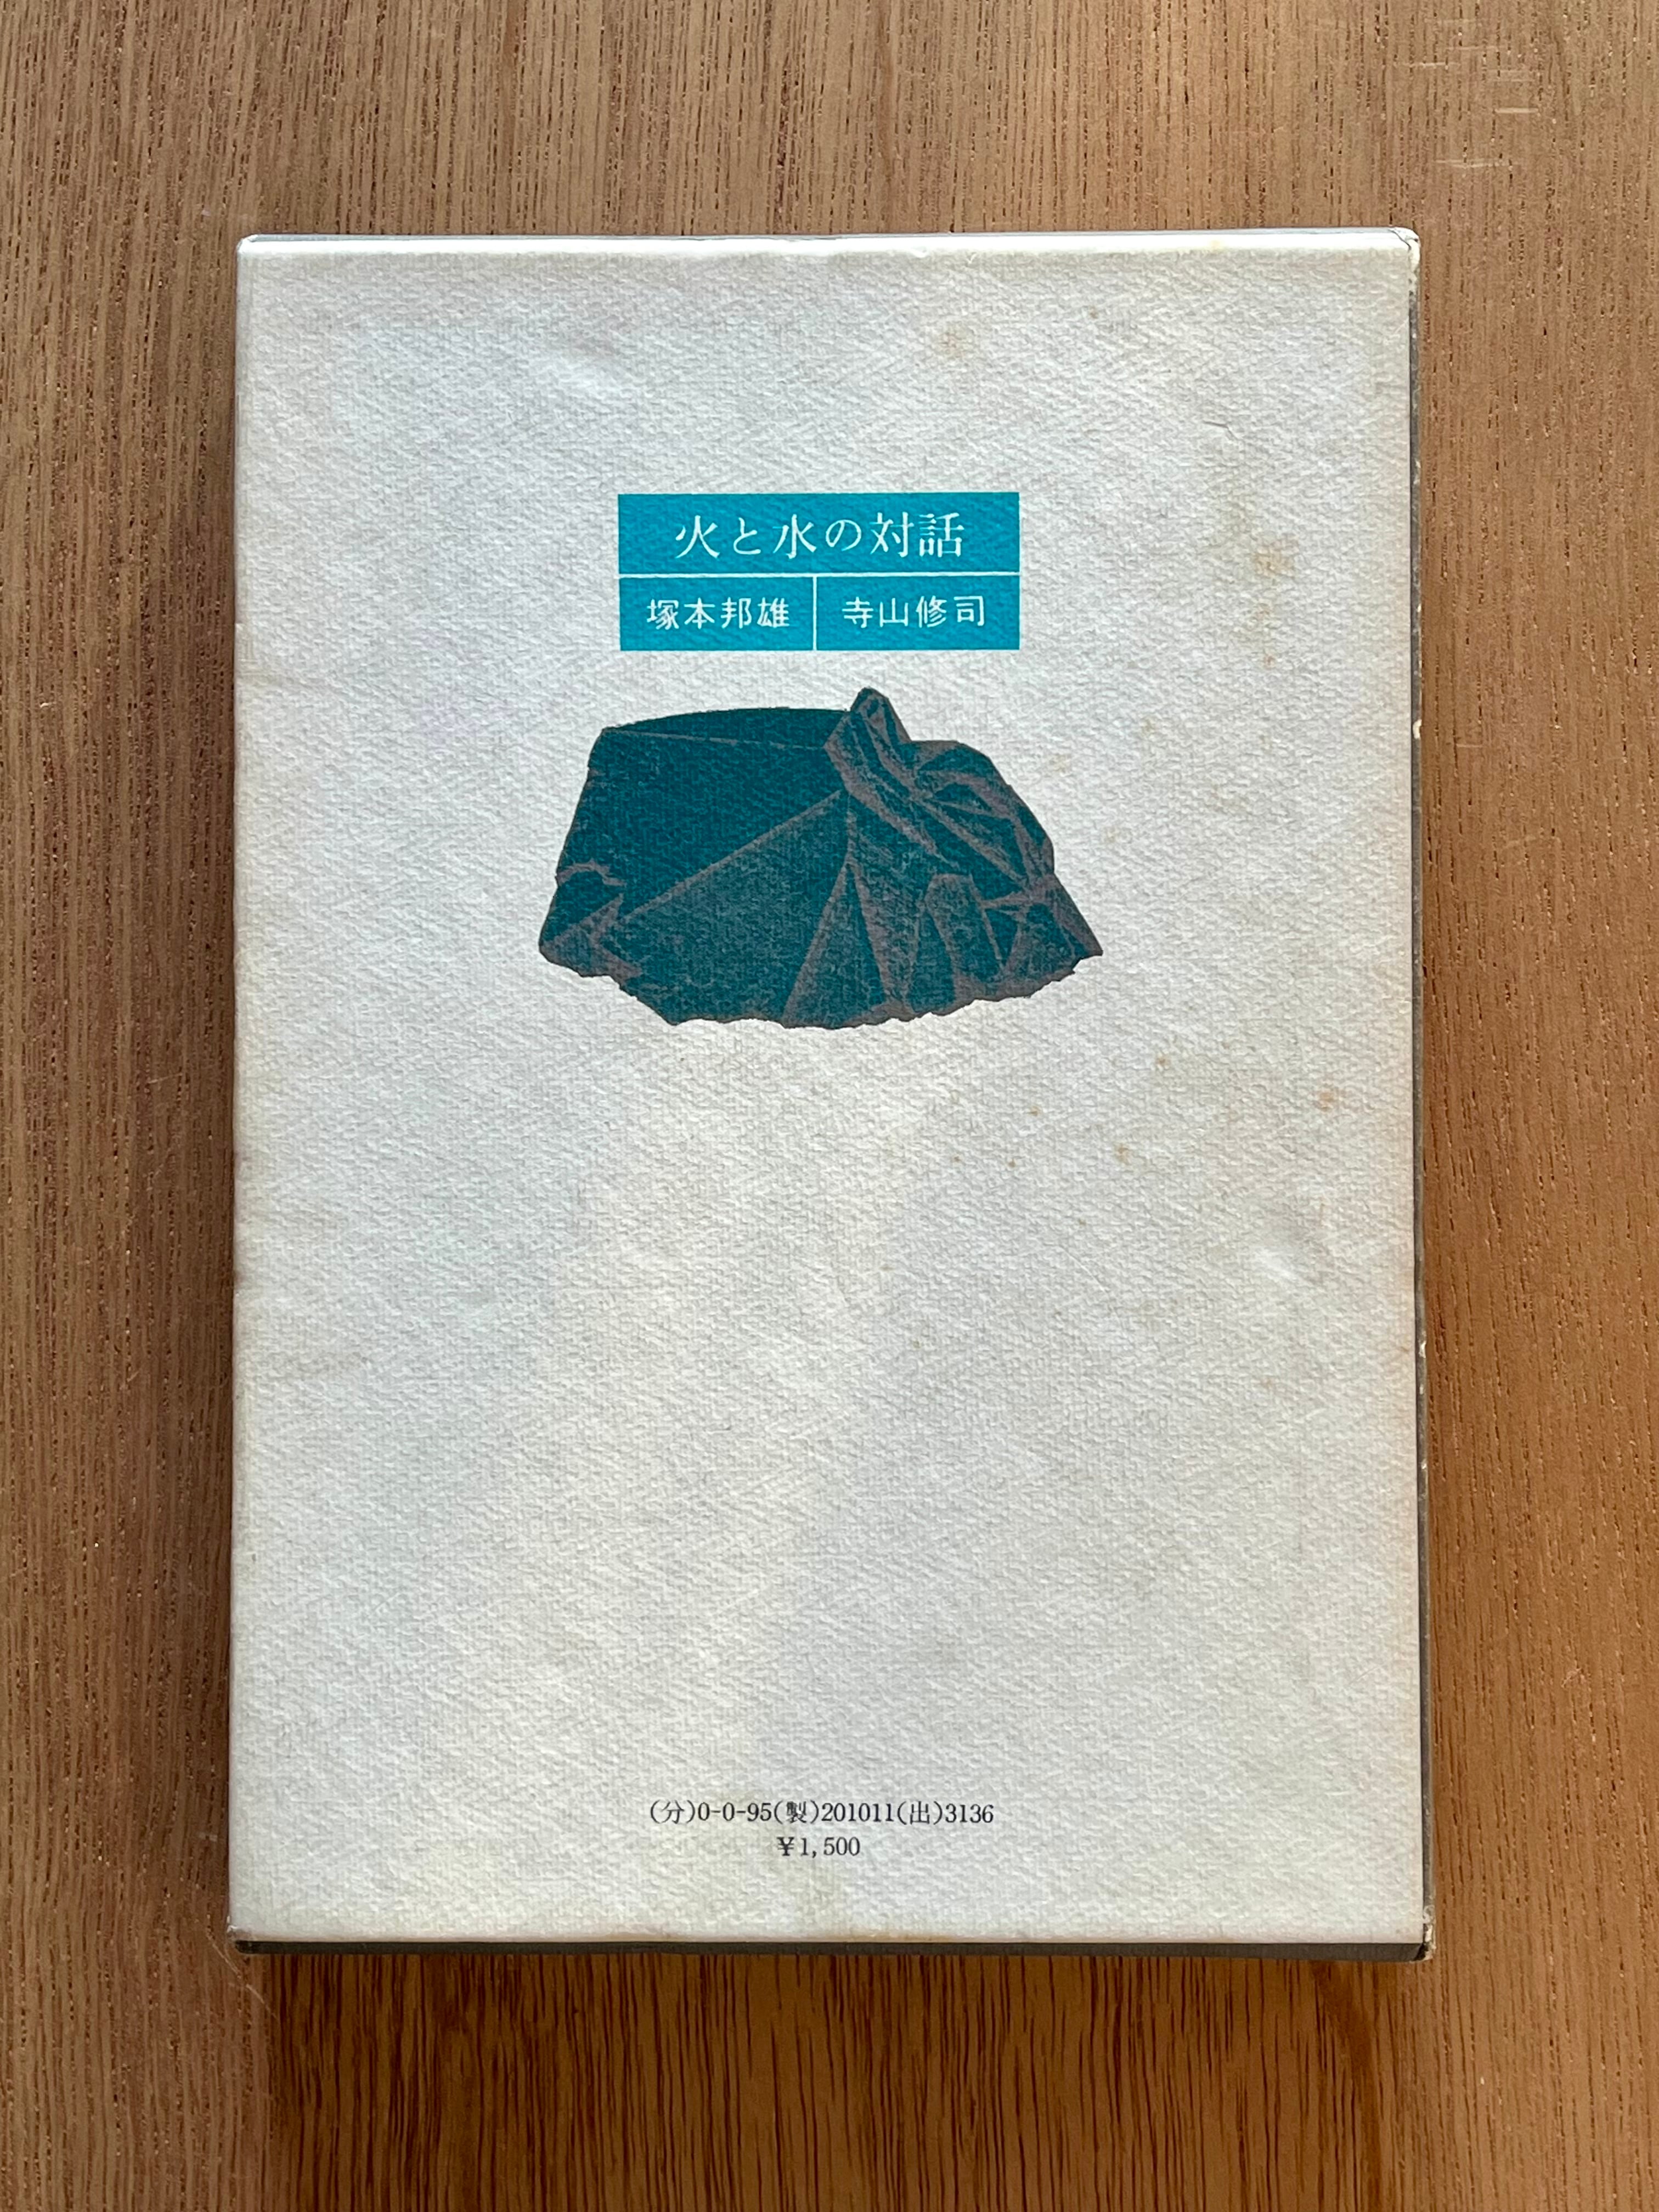 火と水の対話
塚本邦雄 寺山修司
(分)0-0-95(製)201011(出)3136
¥1,500